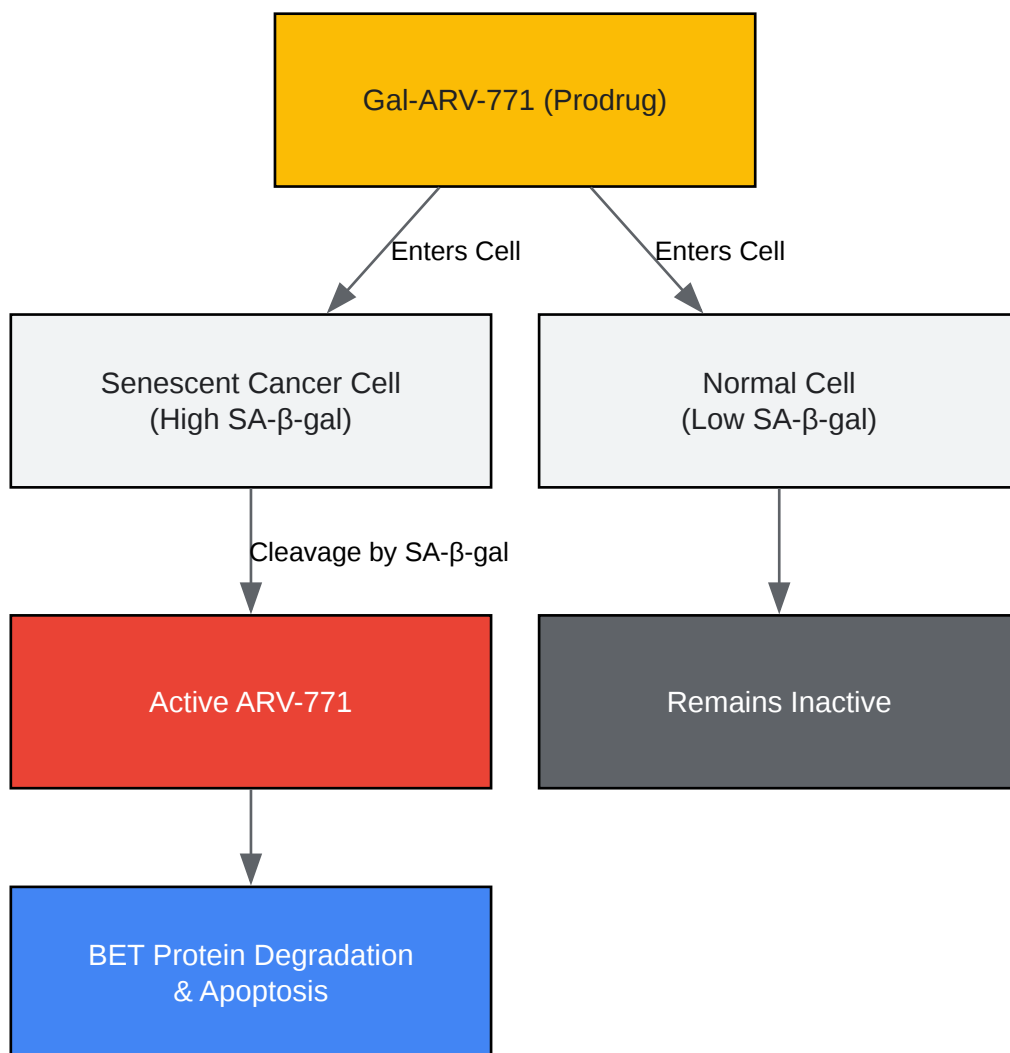 Gal-ARV-771 (Prodrug)
Enters Cell
Enters Cell
Senescent Cancer Cell
(High SA-β-gal)
Normal Cell
(Low SA-β-gal)
Cleavage by SA-β-gal
Active ARV-771
Remains Inactive
BET Protein Degradation
& Apoptosis